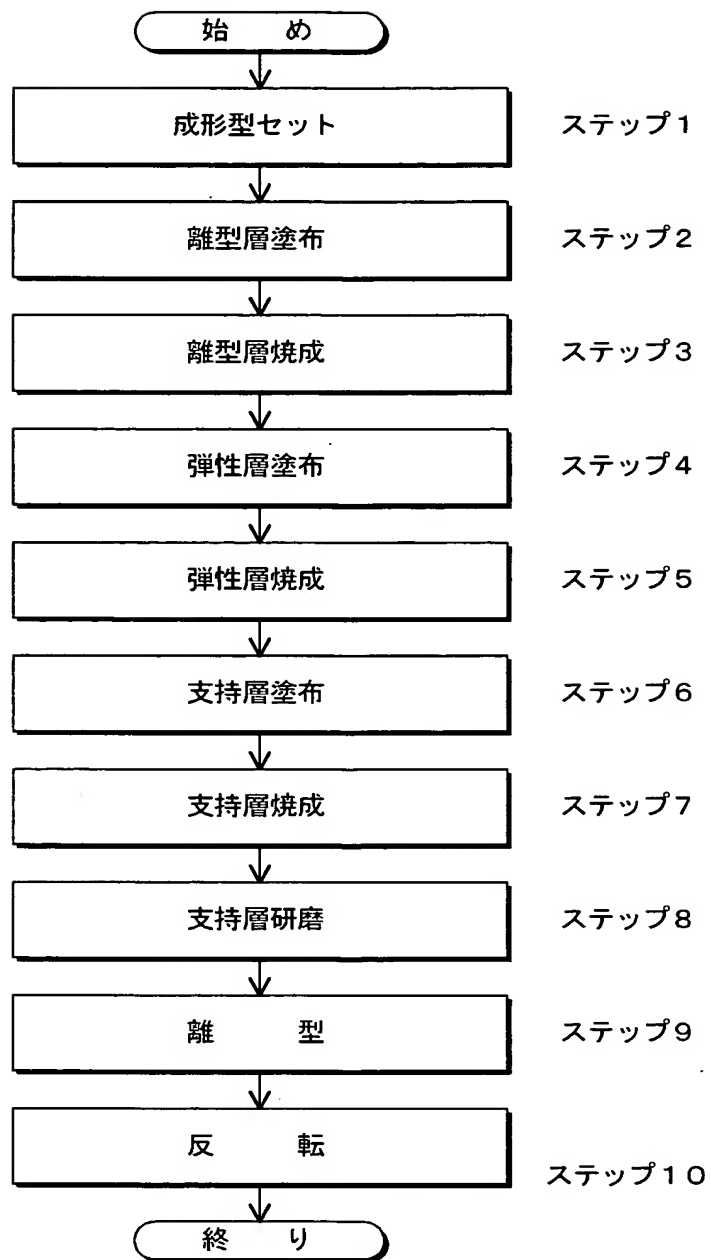 始　め
成形型セット　ステップ１
離型層塗布　ステップ２
離型層焼成　ステップ３
弾性層塗布　ステップ４
弾性層焼成　ステップ５
支持層塗布　ステップ６
支持層焼成　ステップ７
支持層研磨　ステップ８
離　型　ステップ９
反　転　ステップ１０
終　り